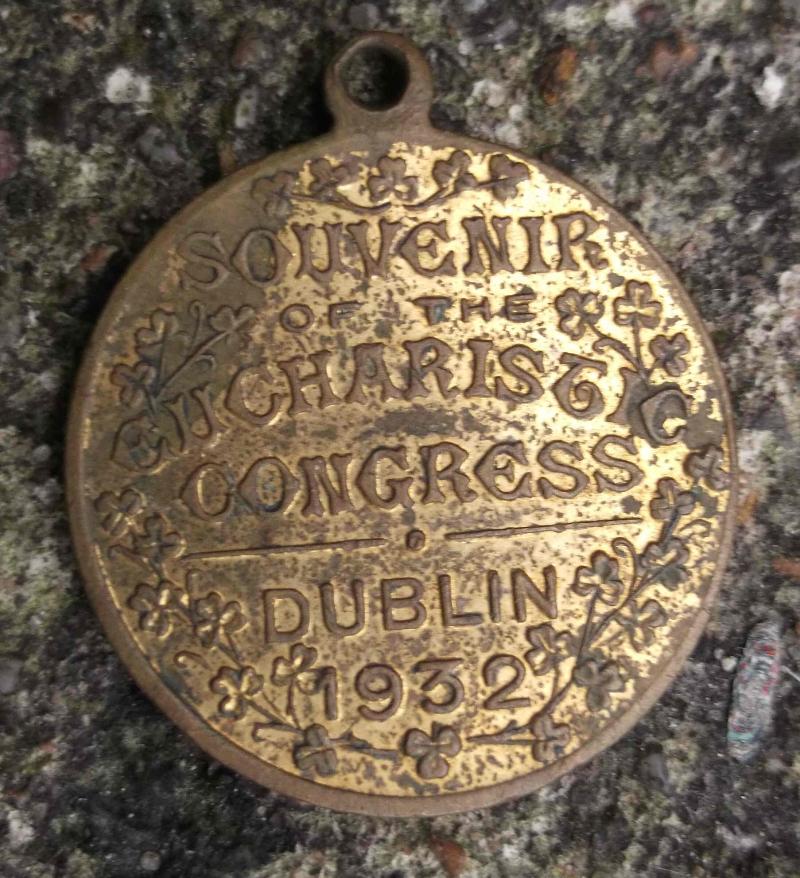 SOUVENIR
OF THE
EUCHARISTIC
CONGRESS
DUBLIN
1932